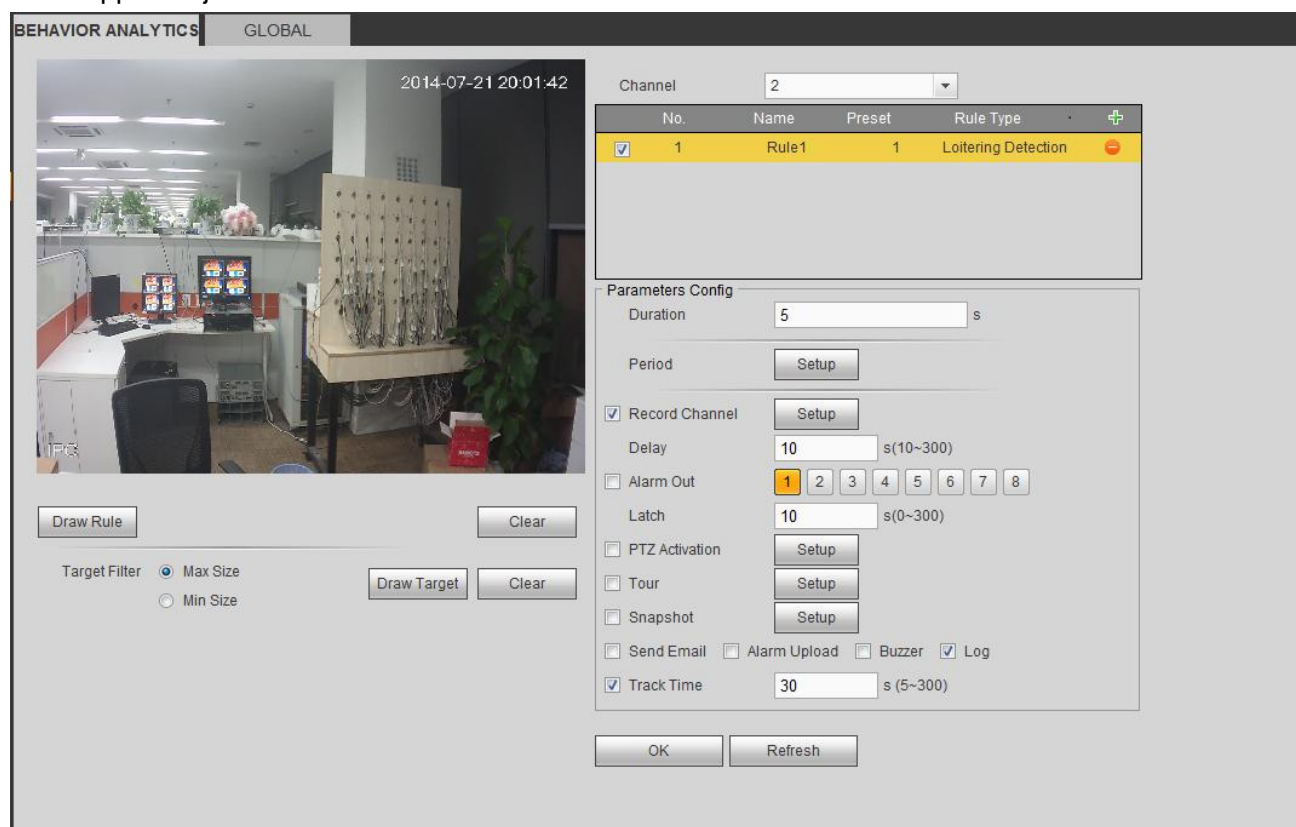 BEHAVIOR ANALYTICS GLOBAL
2014-07-21 20:01:42
Channel 2
No. Name Preset Rule Type
1 Rule1 1 Loitering Detection
Parameters Config
Duration 5 s
Period Setup
Record Channel Setup
Delay 10 s(10~300)
Alarm Out 1 2 3 4 5 6 7 8
Latch 10 s(0~300)
PTZ Activation Setup
Tour Setup
Snapshot Setup
Send Email Alarm Upload Buzzer Log
Track Time 30 s (5~300)
OK Refresh
IPC
Draw Rule Clear
Target Filter Max Size Draw Target Clear
Min Size